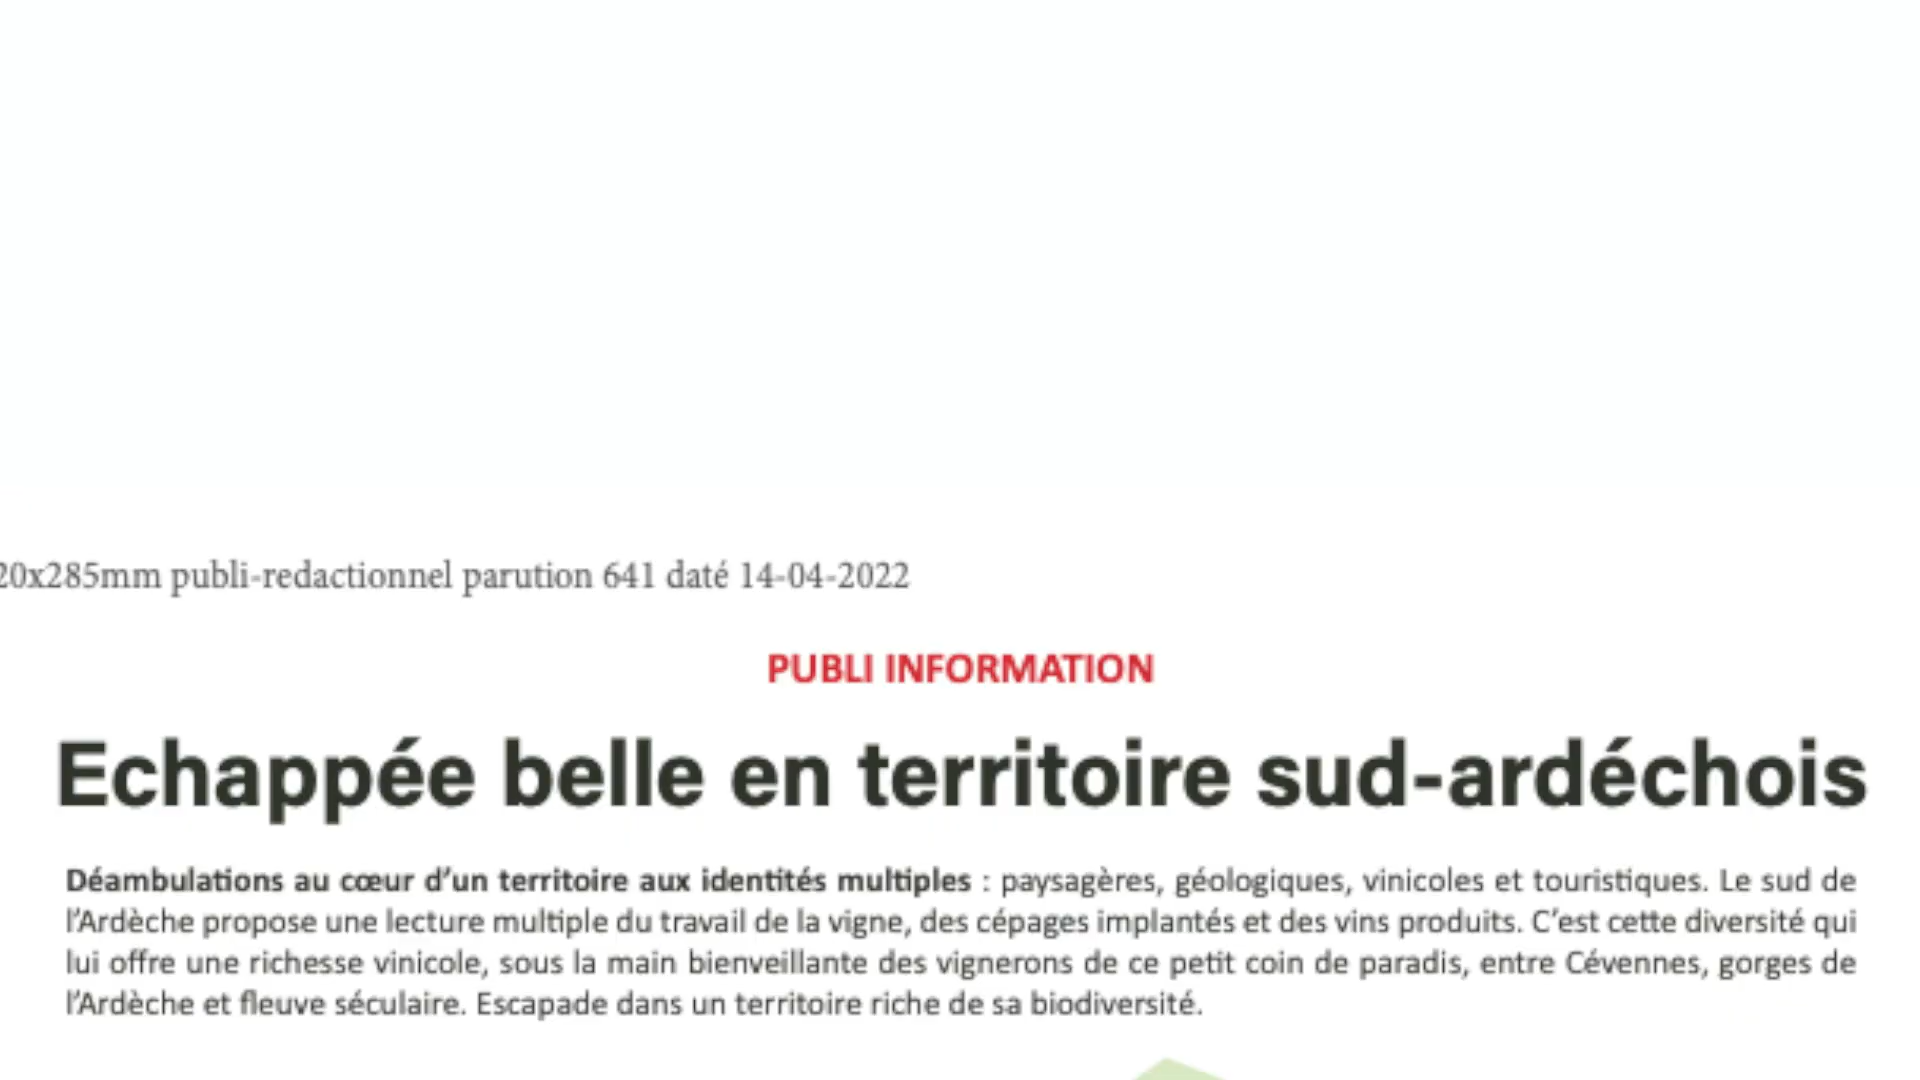 20x285mm publi-redactionnel parution 641 daté 14-04-2022
PUBLI INFORMATION
Echappée belle en territoire sud-ardéchois
Déambulations au cœur d’un territoire aux identités multiples : paysagères, géologiques, vinicoles et touristiques. Le sud de
l’Ardèche propose une lecture multiple du travail de la vigne, des cépages implantés et des vins produits. C’est cette diversité qui
lui offre une richesse vinicole, sous la main bienveillante des vignerons de ce petit coin de paradis, entre Cévennes, gorges de
l’Ardèche et fleuve séculaire. Escapade dans un territoire riche de sa biodiversité.